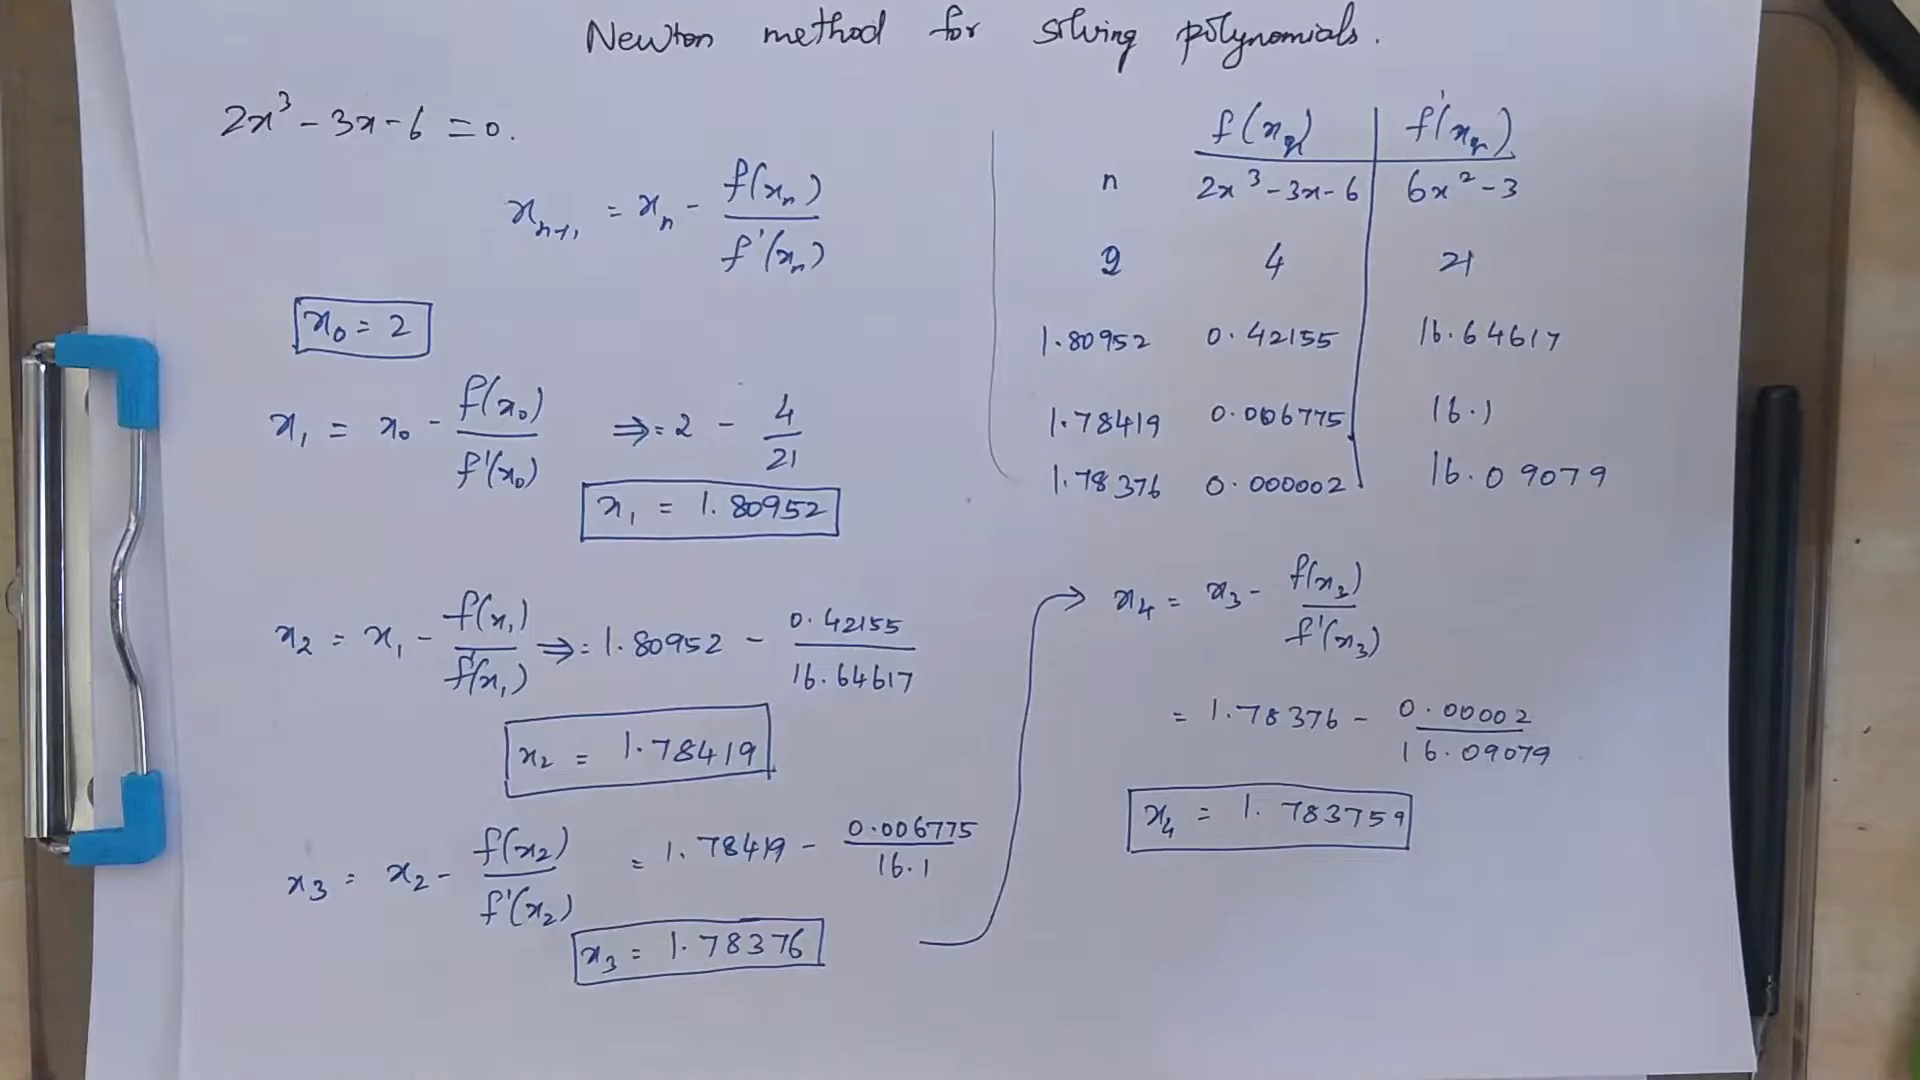 Newton method for solving polynomials.
2x³ - 3x - 6 = 0.
xₙ₊₁ = xₙ - f(xₙ) / f'(xₙ)
x₀ = 2
x₁ = x₀ - f(x₀) / f'(x₀) ⇒ = 2 - 4 / 21
x₁ = 1.80952
x₂ = x₁ - f(x₁) / f'(x₁) ⇒ = 1.80952 - 0.42155 / 16.64617
x₂ = 1.78419
x₃ = x₂ - f(x₂) / f'(x₂) = 1.78419 - 0.006775 / 16.1
x₃ = 1.78376
f(xₙ) f'(xₙ)
n 2x³ - 3x - 6 6x² - 3
2 4 21
1.80952 0.42155 16.64617
1.78419 0.006775 16.1
1.78376 0.000002 16.09079
x₄ = x₃ - f(x₃) / f'(x₃)
= 1.78376 - 0.00002 / 16.09079
x₄ = 1.783759